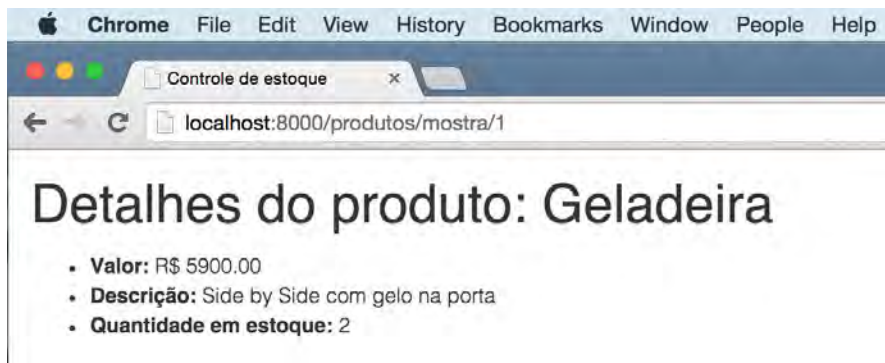 Chrome File Edit View History Bookmarks Window People Help
Controle de estoque ×
localhost:8000/produtos/mostra/1
Detalhes do produto: Geladeira
• Valor: R$ 5900.00
• Descrição: Side by Side com gelo na porta
• Quantidade em estoque: 2